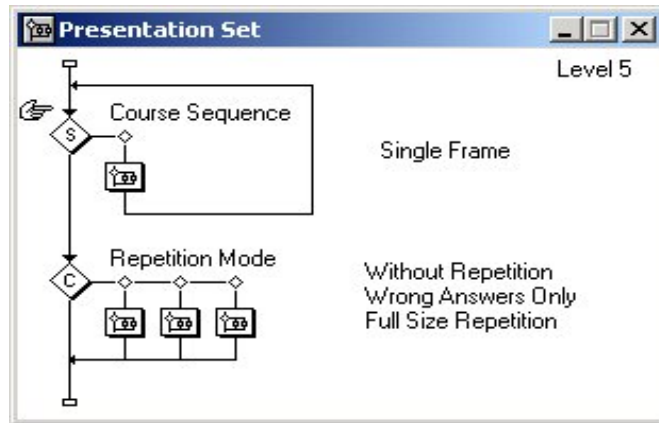 Presentation Set
Level 5
Course Sequence
S
Single Frame
Repetition Mode
C
Without Repetition
Wrong Answers Only
Full Size Repetition